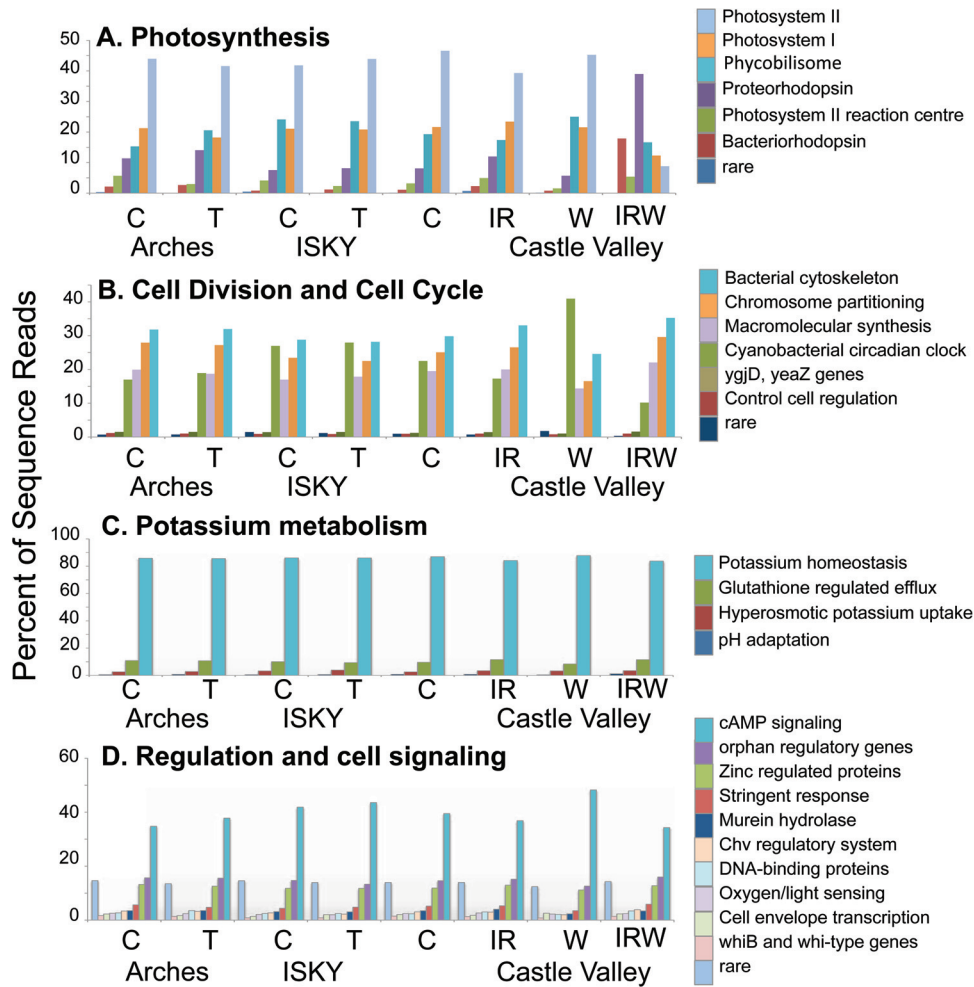 Percent of Sequence Reads
A. Photosynthesis
50
40
30
20
10
0
C T C T C IR W IRW
Arches ISKY Castle Valley
Photosystem II
Photosystem I
Phycobilisome
Proteorhodopsin
Photosystem II reaction centre
Bacteriorhodopsin
rare
B. Cell Division and Cell Cycle
40
30
20
10
0
C T C T C IR W IRW
Arches ISKY Castle Valley
Bacterial cytoskeleton
Chromosome partitioning
Macromolecular synthesis
Cyanobacterial circadian clock
ygjD, yeaZ genes
Control cell regulation
rare
C. Potassium metabolism
100
80
60
40
20
0
C T C T C IR W IRW
Arches ISKY Castle Valley
Potassium homeostasis
Glutathione regulated efflux
Hyperosmotic potassium uptake
pH adaptation
D. Regulation and cell signaling
60
40
20
0
C T C T C IR W IRW
Arches ISKY Castle Valley
cAMP signaling
orphan regulatory genes
Zinc regulated proteins
Stringent response
Murein hydrolase
Chv regulatory system
DNA-binding proteins
Oxygen/light sensing
Cell envelope transcription
whiB and whi-type genes
rare